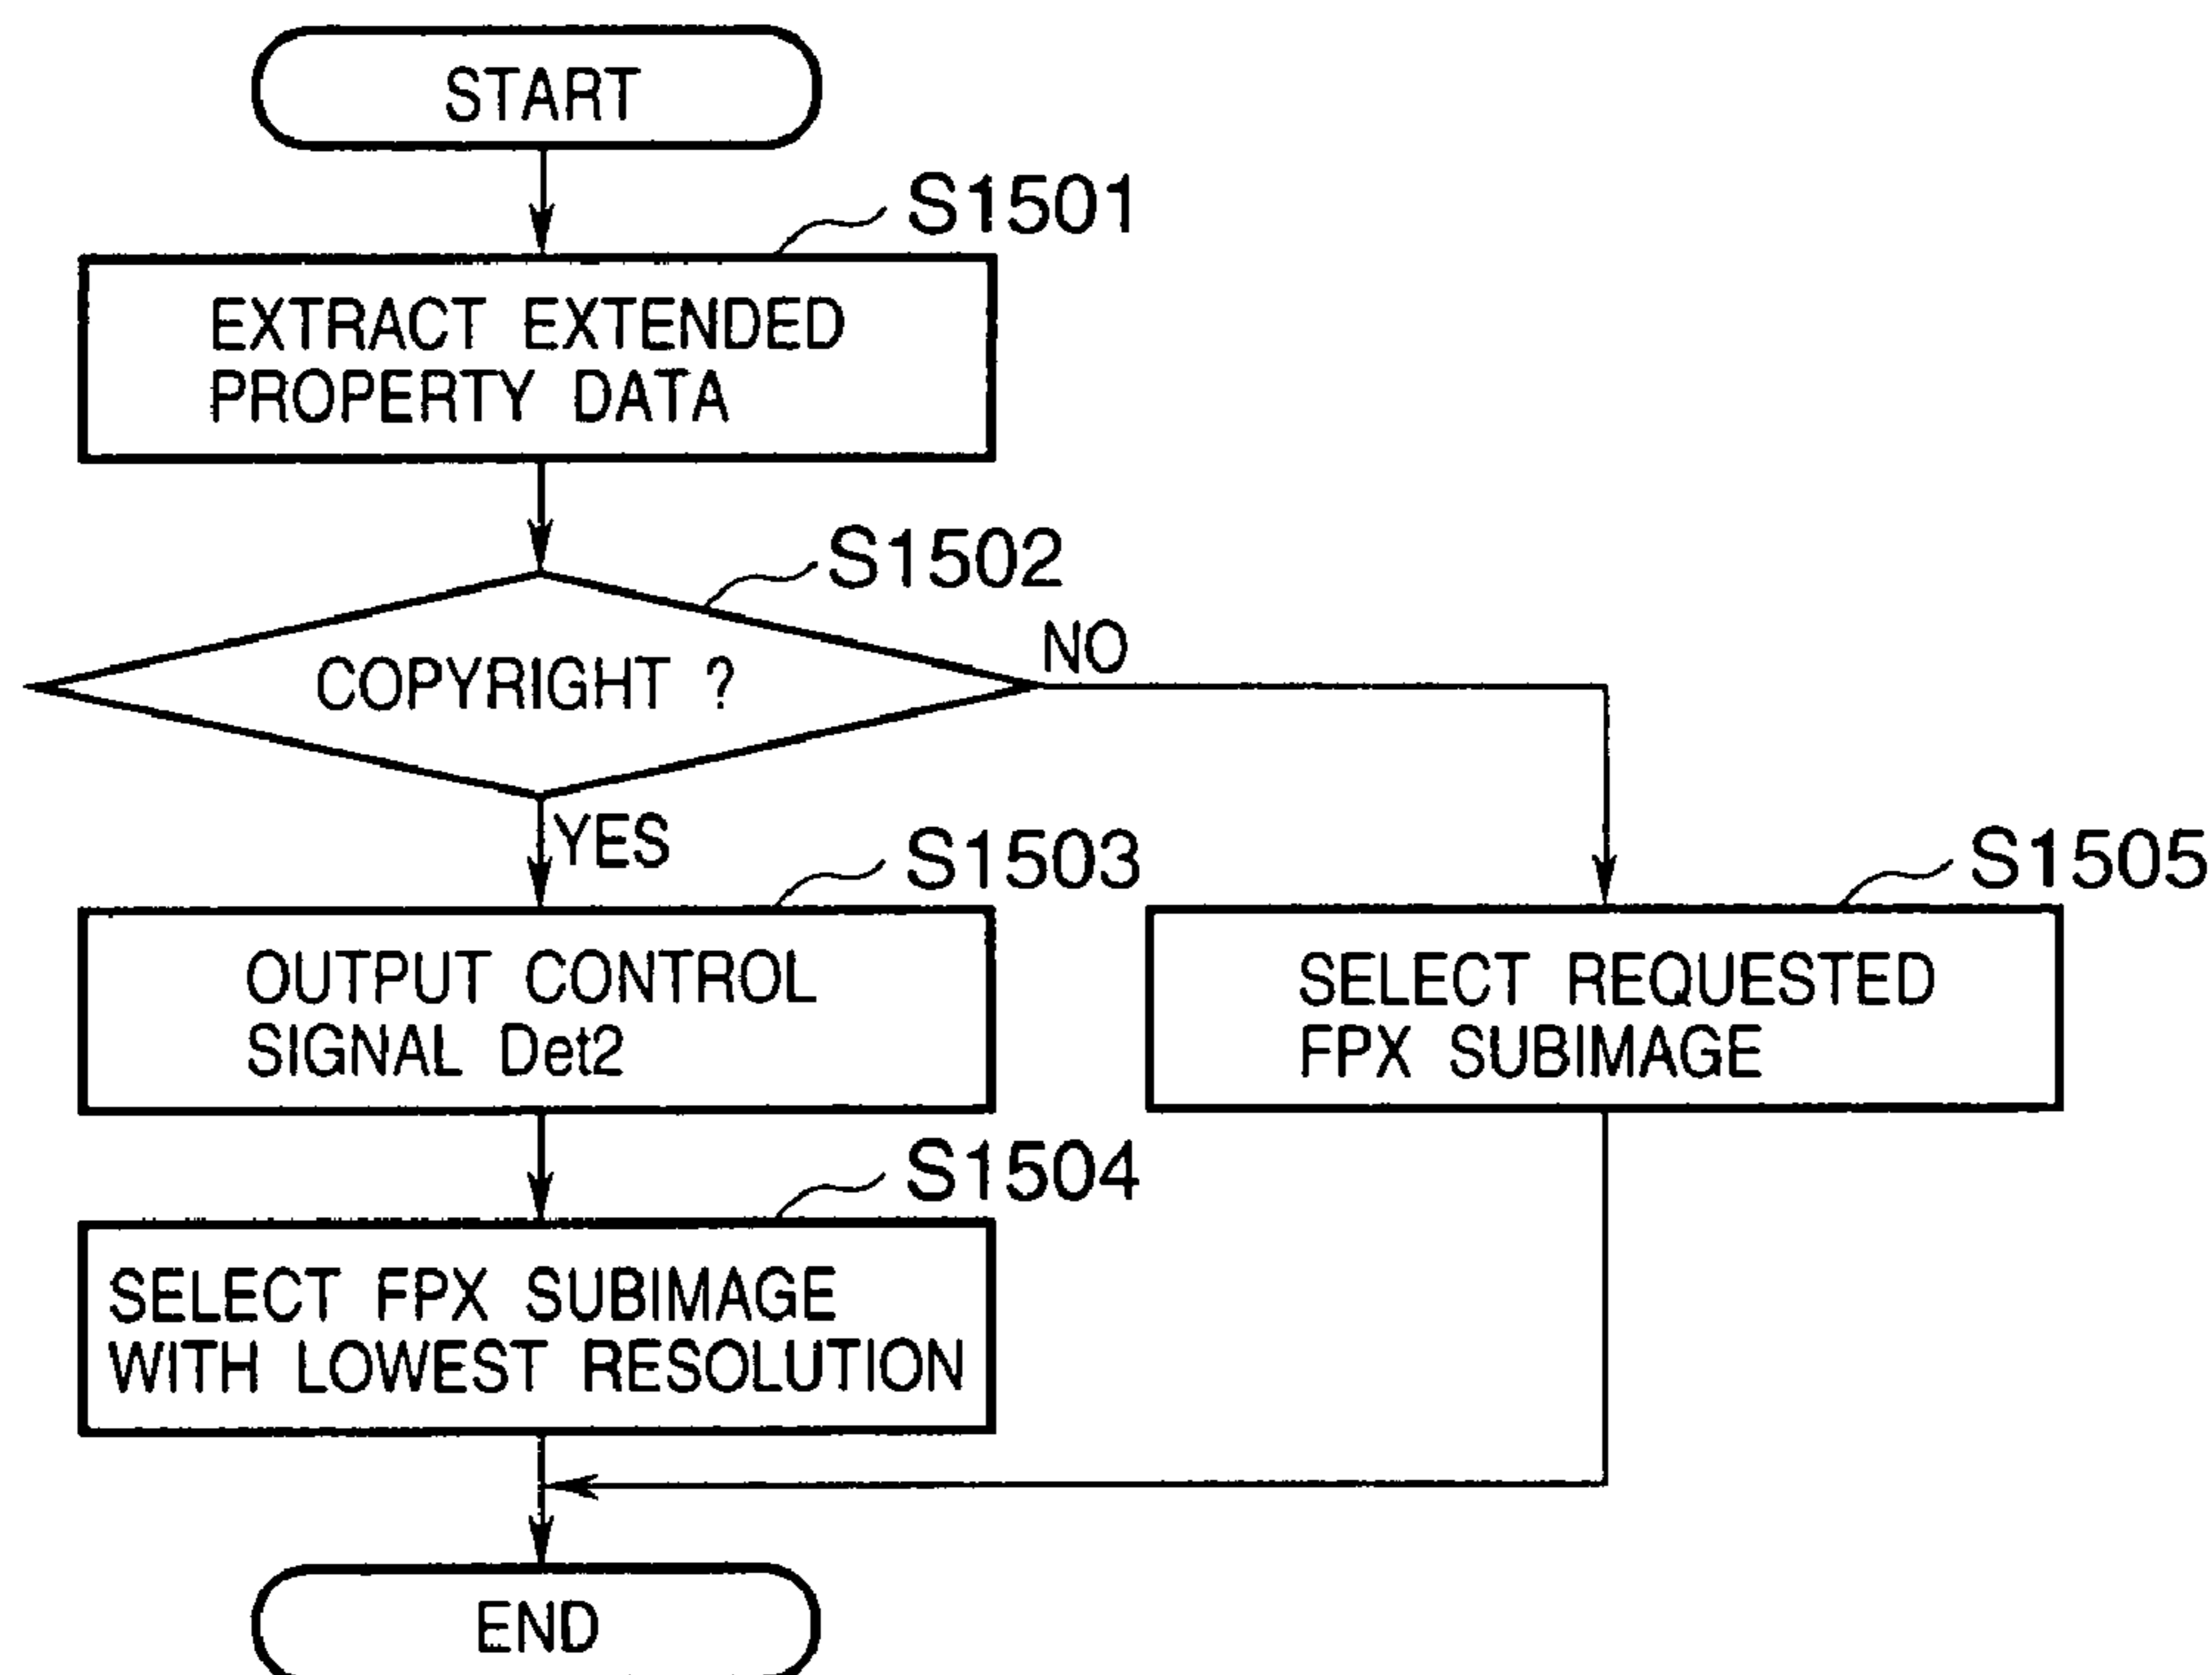 START
S1501
EXTRACT EXTENDED
PROPERTY DATA
S1502
COPYRIGHT ?
NO
YES
S1503
OUTPUT CONTROL
SIGNAL Det2
S1505
SELECT REQUESTED
FPX SUBIMAGE
S1504
SELECT FPX SUBIMAGE
WITH LOWEST RESOLUTION
END